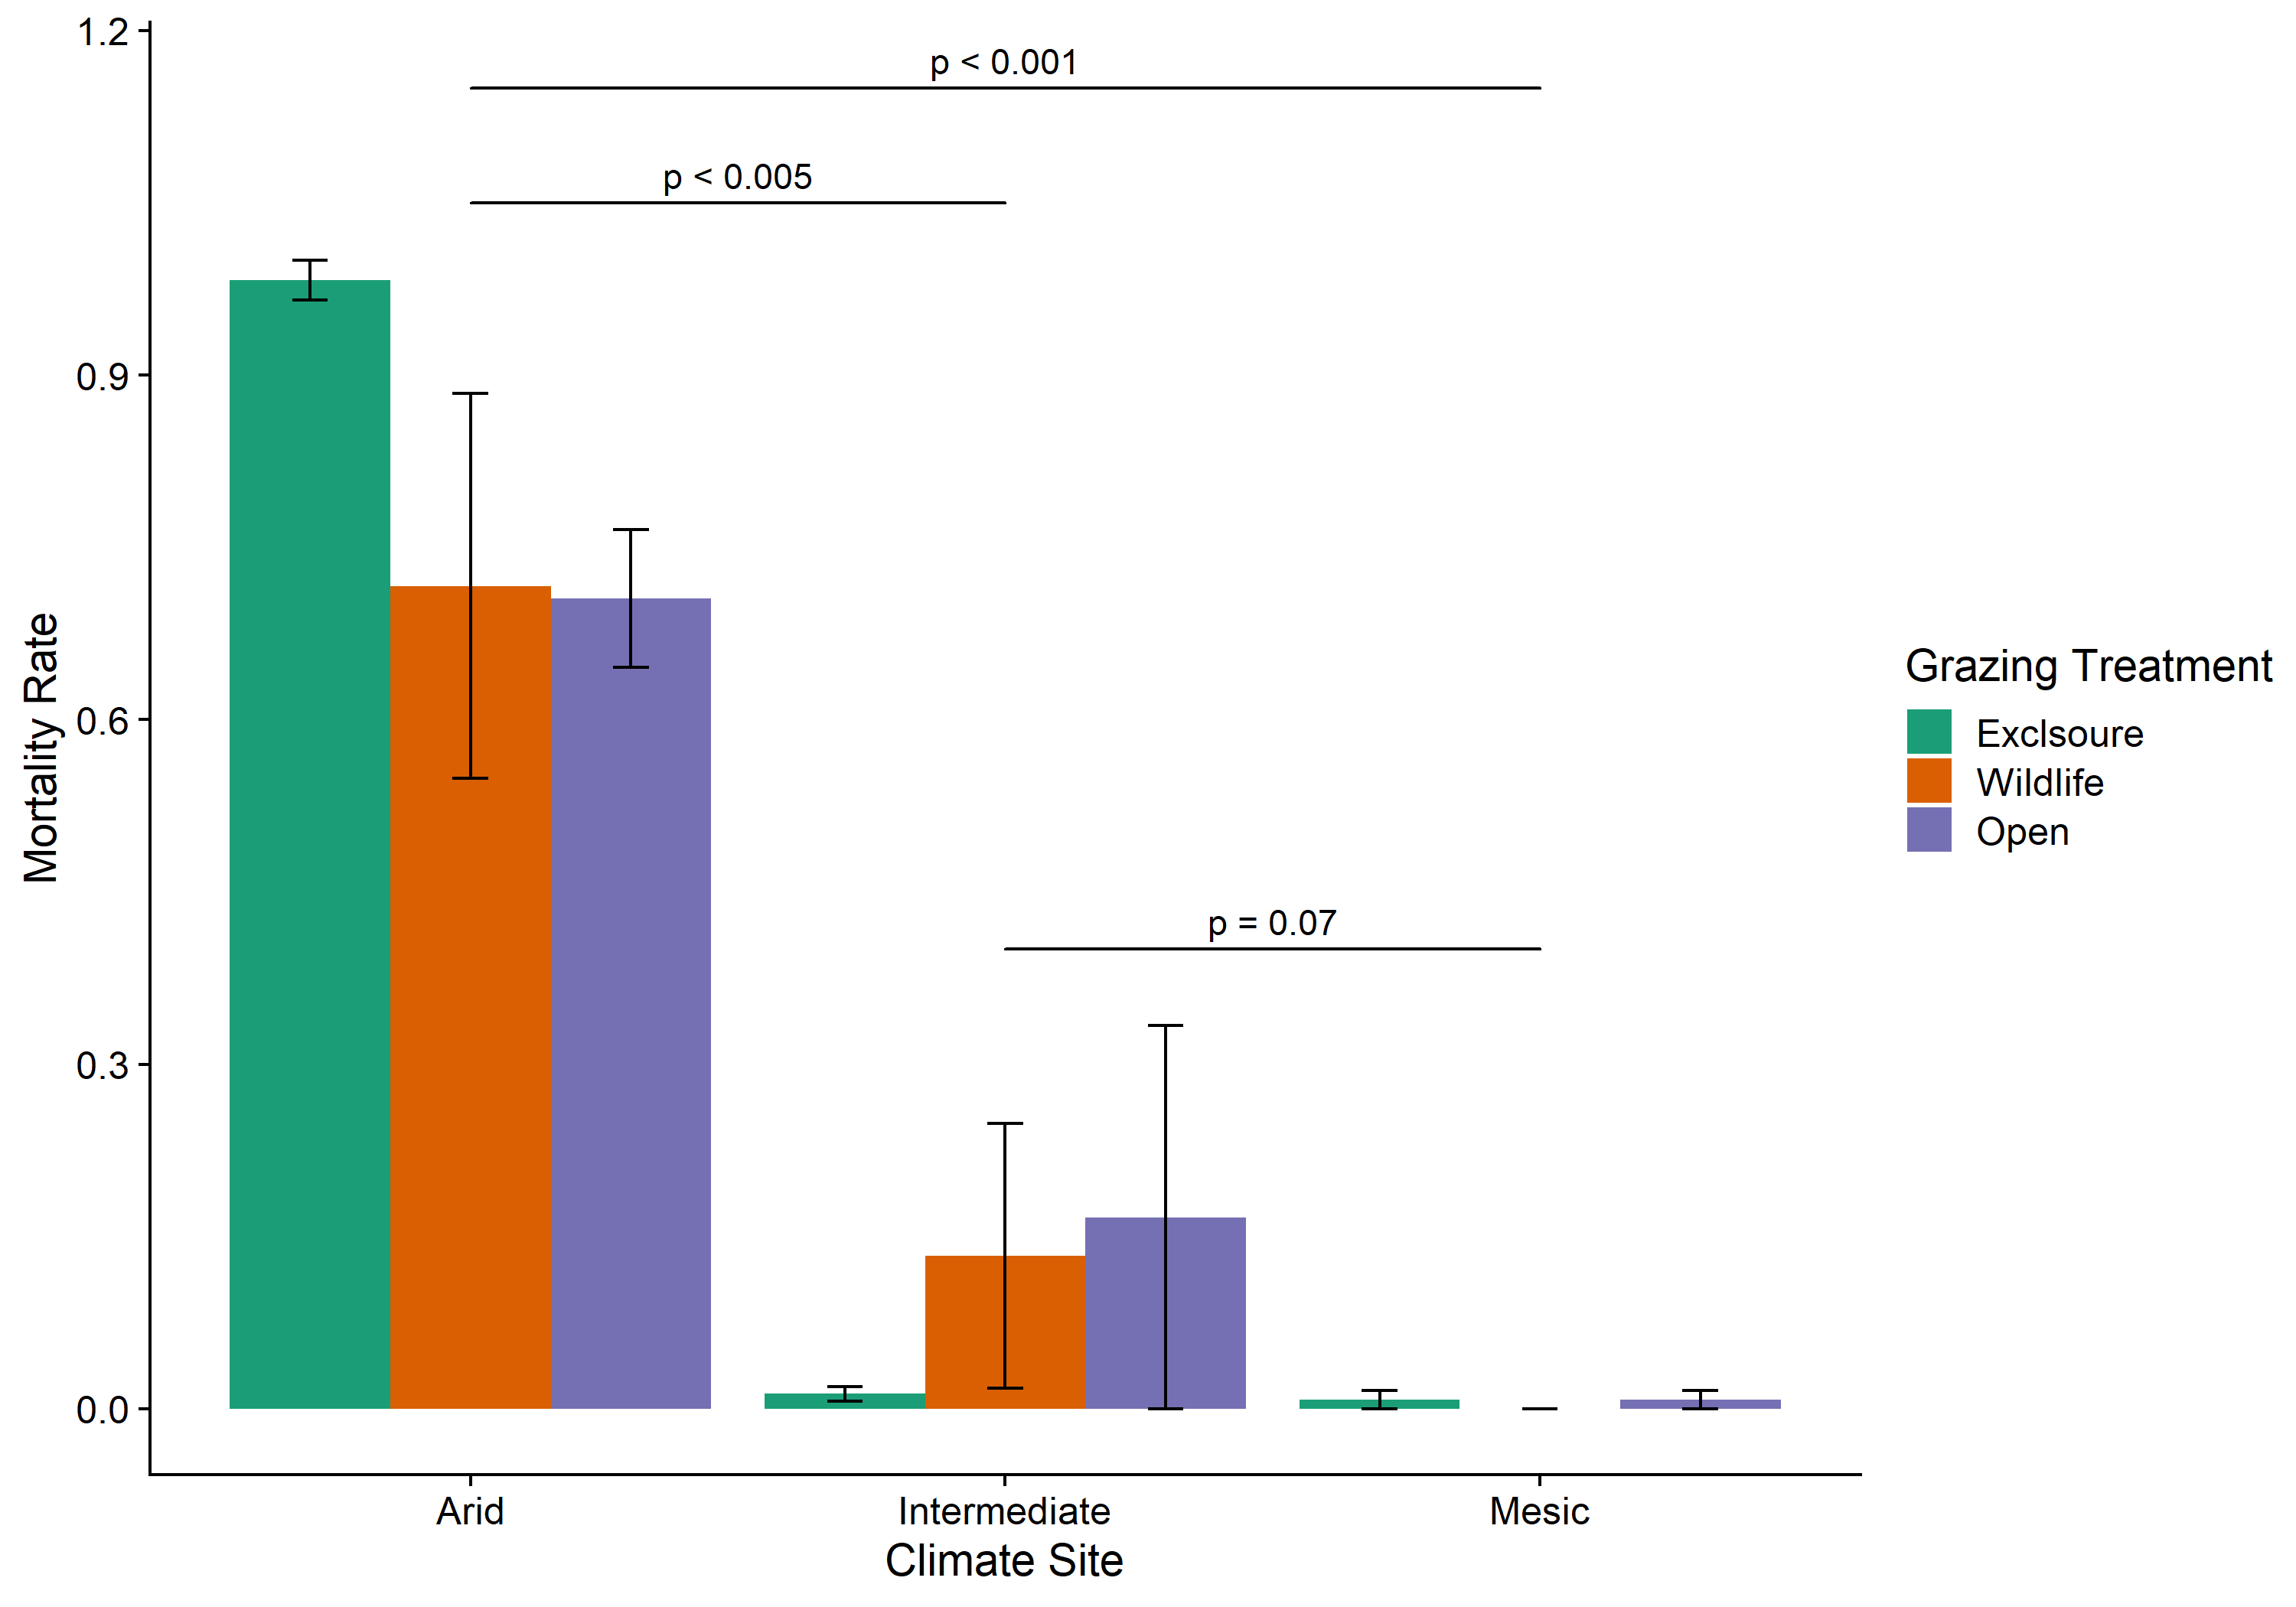 1.2
p < 0.001
p < 0.005
0.9
Mortality Rate
0.6
Grazing Treatment
Exclsoure
Wildlife
Open
p = 0.07
0.3
0.0
Arid
Intermediate
Mesic
Climate Site